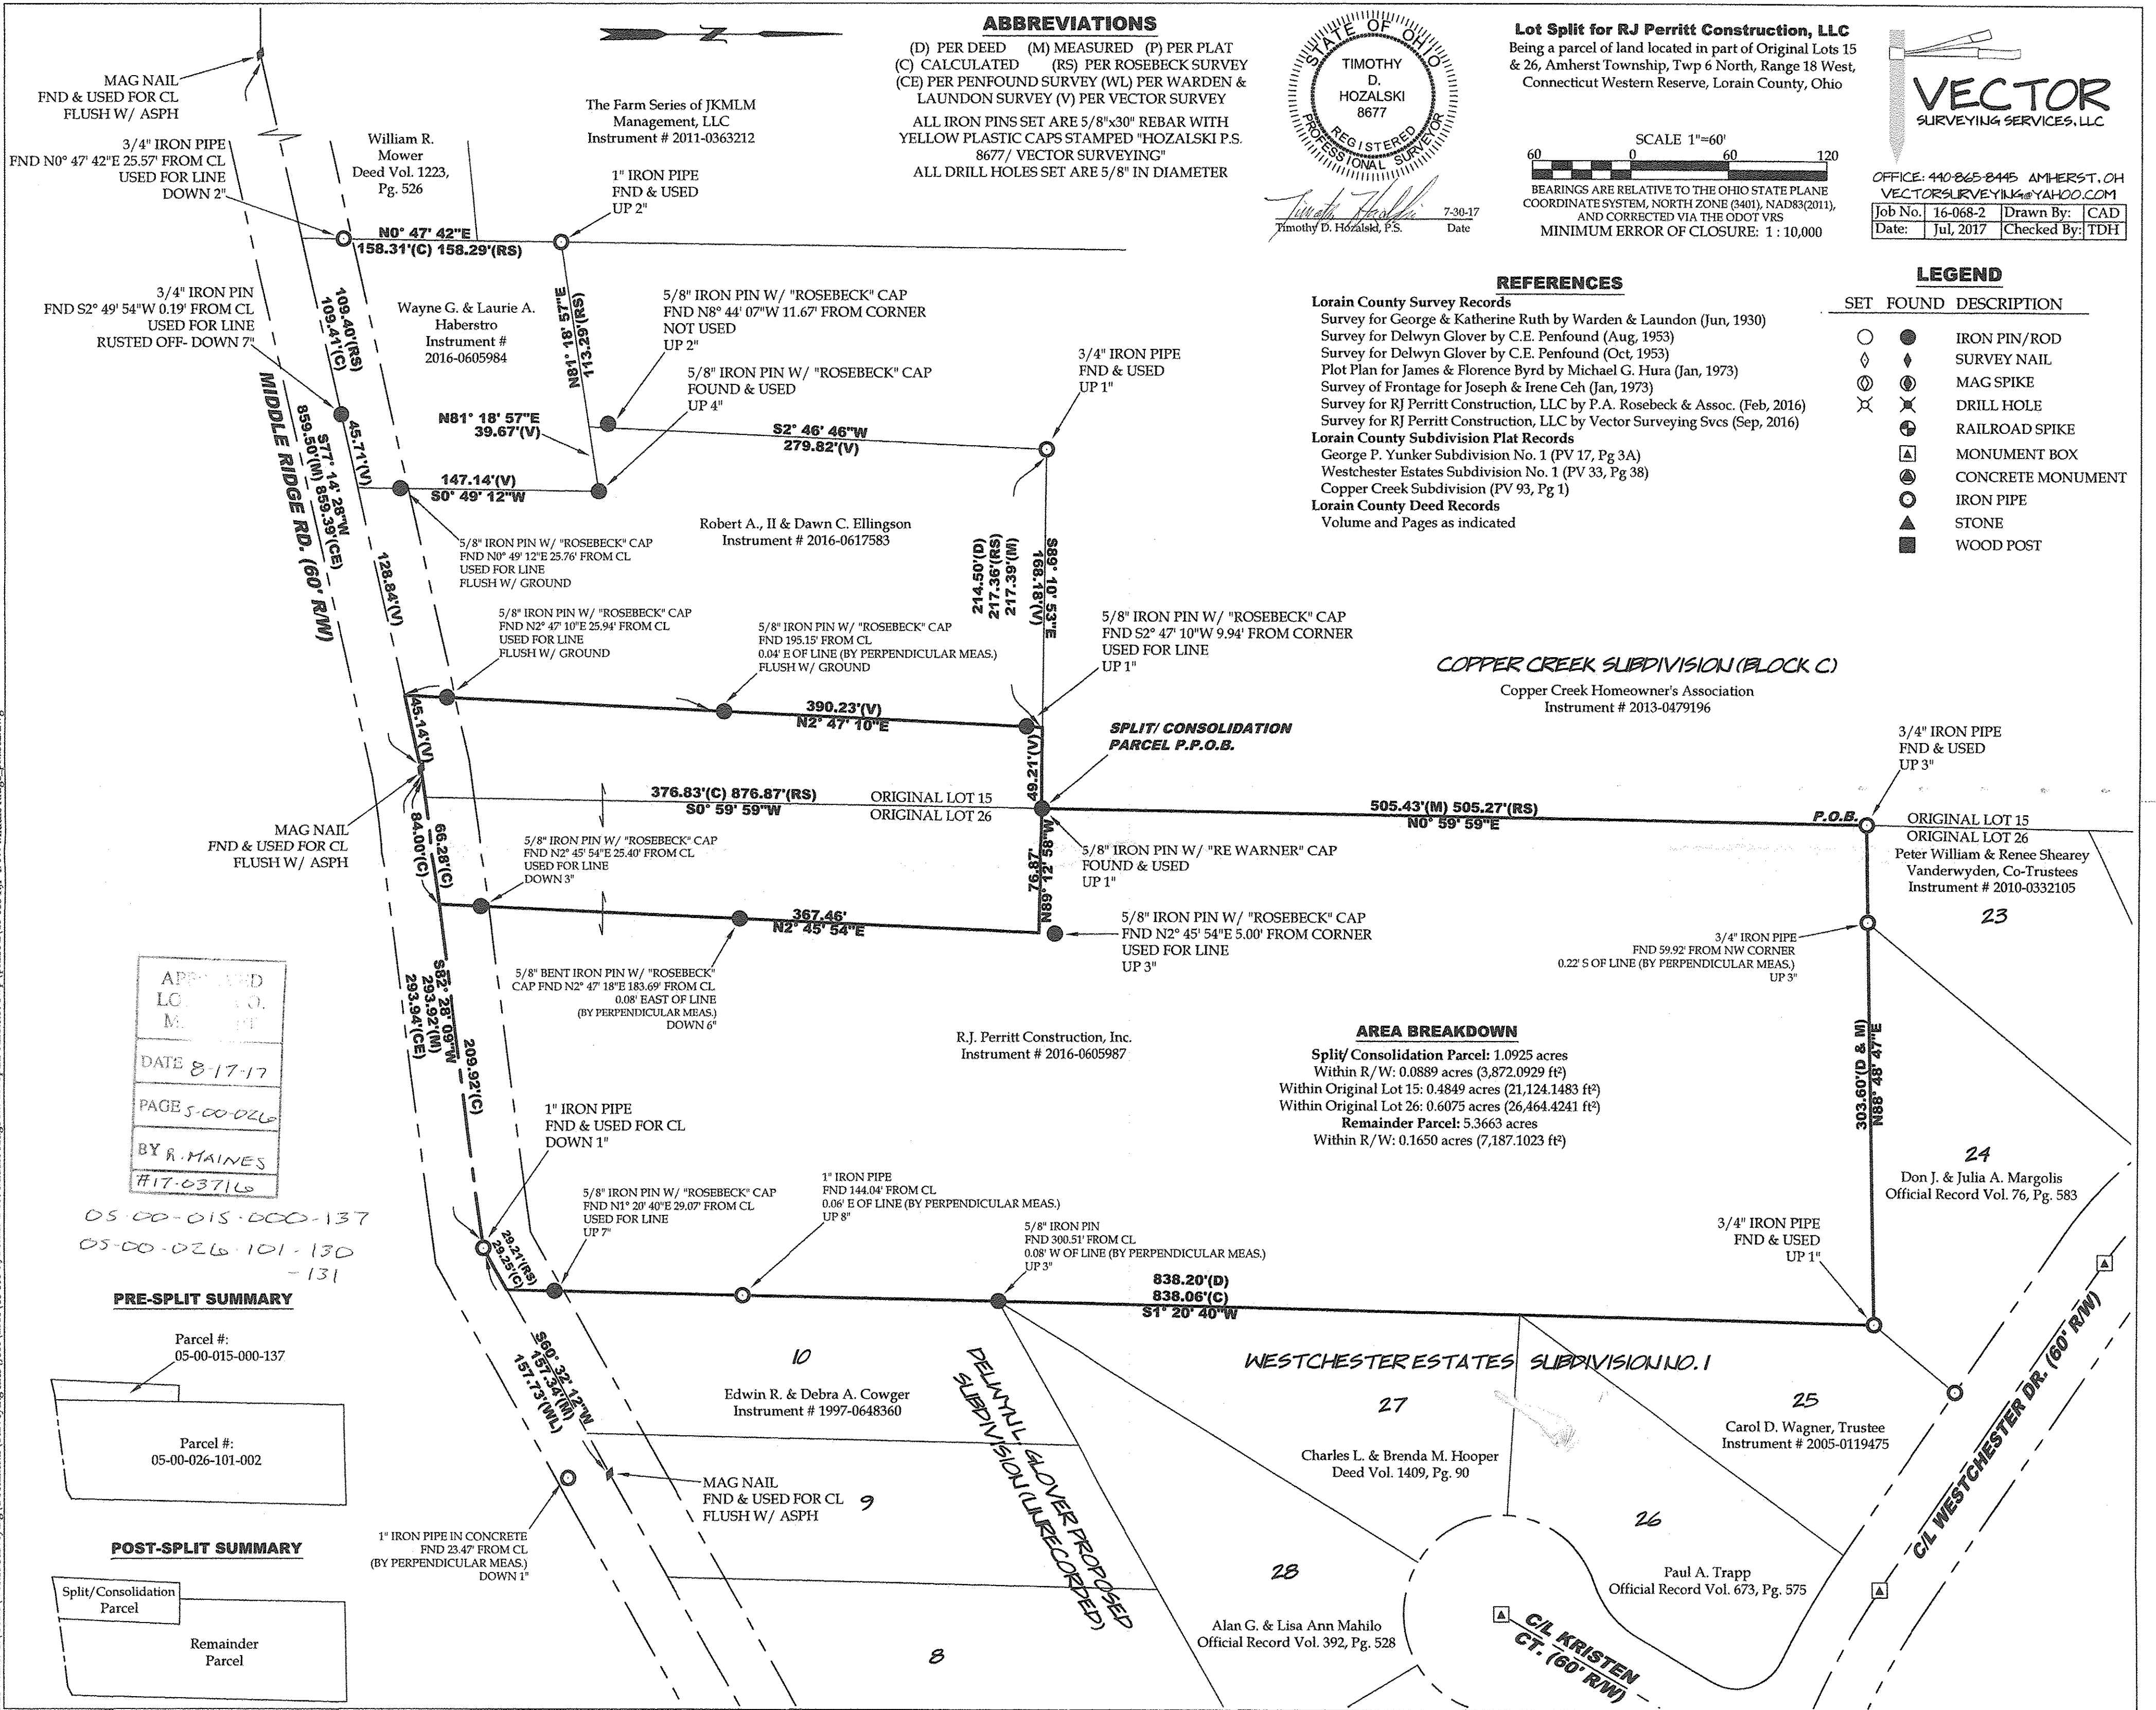 ABBREVIATIONS
(D) PER DEED (M) MEASURED (P) PER PLAT
(C) CALCULATED (RS) PER ROSEBECK SURVEY
(CE) PER PENFOUND SURVEY (WL) PER WARDEN &
LAUNDON SURVEY (V) PER VECTOR SURVEY
ALL IRON PINS SET ARE 5/8"x30" REBAR WITH
YELLOW PLASTIC CAPS STAMPED "HOZALSKI P.S.
8677/ VECTOR SURVEYING"
ALL DRILL HOLES SET ARE 5/8" IN DIAMETER
STATE OF OHIO
TIMOTHY
D.
HOZALSKI
8677
REGISTERED
PROFESSIONAL SURVEYOR
7-30-17
Timothy D. Hozalski, P.S. Date
Lot Split for RJ Perritt Construction, LLC
Being a parcel of land located in part of Original Lots 15
& 26, Amherst Township, Twp 6 North, Range 18 West,
Connecticut Western Reserve, Lorain County, Ohio
SCALE 1"=60'
60 0 60 120
BEARINGS ARE RELATIVE TO THE OHIO STATE PLANE
COORDINATE SYSTEM, NORTH ZONE (3401), NAD83(2011),
AND CORRECTED VIA THE ODOT VRS
MINIMUM ERROR OF CLOSURE: 1 : 10,000
VECTOR
SURVEYING SERVICES, LLC
OFFICE: 440-865-8445 AMHERST, OH
VECTORSURVEYING@YAHOO.COM
Job No. 16-068-2 Drawn By: CAD
Date: Jul, 2017 Checked By: TDH
REFERENCES
Lorain County Survey Records
Survey for George & Katherine Ruth by Warden & Laundon (Jun, 1930)
Survey for Delwyn Glover by C.E. Penfound (Aug, 1953)
Survey for Delwyn Glover by C.E. Penfound (Oct, 1953)
Plot Plan for James & Florence Byrd by Michael G. Hura (Jan, 1973)
Survey of Frontage for Joseph & Irene Ceh (Jan, 1973)
Survey for RJ Perritt Construction, LLC by P.A. Rosebeck & Assoc. (Feb, 2016)
Survey for RJ Perritt Construction, LLC by Vector Surveying Svcs (Sep, 2016)
Lorain County Subdivision Plat Records
George P. Yunker Subdivision No. 1 (PV 17, Pg 3A)
Westchester Estates Subdivision No. 1 (PV 33, Pg 38)
Copper Creek Subdivision (PV 93, Pg 1)
Lorain County Deed Records
Volume and Pages as indicated
LEGEND
SET FOUND DESCRIPTION
IRON PIN/ROD
SURVEY NAIL
MAG SPIKE
DRILL HOLE
RAILROAD SPIKE
MONUMENT BOX
CONCRETE MONUMENT
IRON PIPE
STONE
WOOD POST
Z
MAG NAIL
FND & USED FOR CL
FLUSH W/ ASPH
3/4" IRON PIPE
FND N0° 47' 42"E 25.57' FROM CL
USED FOR LINE
DOWN 2"
William R.
Mower
Deed Vol. 1223,
Pg. 526
The Farm Series of JKMLM
Management, LLC
Instrument # 2011-0363212
1" IRON PIPE
FND & USED
UP 2"
N0° 47' 42"E
158.31'(C) 158.29'(RS)
3/4" IRON PIN
FND S2° 49' 54"W 0.19' FROM CL
USED FOR LINE
RUSTED OFF- DOWN 7"
109.40'(RS)
109.41'(C)
Wayne G. & Laurie A.
Haberstro
Instrument #
2016-0605984
N81° 18' 57"E
113.29'(RS)
5/8" IRON PIN W/ "ROSEBECK" CAP
FND N8° 44' 07"W 11.67' FROM CORNER
NOT USED
UP 2"
5/8" IRON PIN W/ "ROSEBECK" CAP
FOUND & USED
UP 4"
3/4" IRON PIPE
FND & USED
UP 1"
N81° 18' 57"E
39.67'(V)
S2° 46' 46"W
279.82'(V)
45.71'(V)
147.14'(V)
S0° 49' 12"W
MIDDLE RIDGE RD. (60' R/W)
S77° 14' 28"W
859.50'(M) 859.39'(CE)
128.84'(V)
5/8" IRON PIN W/ "ROSEBECK" CAP
FND N0° 49' 12"E 25.76' FROM CL
USED FOR LINE
FLUSH W/ GROUND
Robert A., II & Dawn C. Ellingson
Instrument # 2016-0617583
214.50'(D)
217.36'(RS)
217.39'(M)
168.18'(V)
S89° 10' 53"E
5/8" IRON PIN W/ "ROSEBECK" CAP
FND N2° 47' 10"E 25.94' FROM CL
USED FOR LINE
FLUSH W/ GROUND
5/8" IRON PIN W/ "ROSEBECK" CAP
FND 195.15' FROM CL
0.04' E OF LINE (BY PERPENDICULAR MEAS.)
FLUSH W/ GROUND
5/8" IRON PIN W/ "ROSEBECK" CAP
FND S2° 47' 10"W 9.94' FROM CORNER
USED FOR LINE
UP 1"
COPPER CREEK SUBDIVISION (BLOCK C)
Copper Creek Homeowner's Association
Instrument # 2013-0479196
390.23'(V)
N2° 47' 10"E
45.14'(V)
49.21'(V)
SPLIT/ CONSOLIDATION
PARCEL P.P.O.B.
3/4" IRON PIPE
FND & USED
UP 3"
376.83'(C) 876.87'(RS)
S0° 59' 59"W
ORIGINAL LOT 15
ORIGINAL LOT 26
505.43'(M) 505.27'(RS)
N0° 59' 59"E
P.O.B.
ORIGINAL LOT 15
ORIGINAL LOT 26
Peter William & Renee Shearey
Vanderwyden, Co-Trustees
Instrument # 2010-0332105
23
MAG NAIL
FND & USED FOR CL
FLUSH W/ ASPH
84.00'(C)
66.28'(C)
5/8" IRON PIN W/ "ROSEBECK" CAP
FND N2° 45' 54"E 25.40' FROM CL
USED FOR LINE
DOWN 3"
76.87'
N89° 12' 58"W
5/8" IRON PIN W/ "RE WARNER" CAP
FOUND & USED
UP 1"
367.46'
N2° 45' 54"E
5/8" IRON PIN W/ "ROSEBECK" CAP
FND N2° 45' 54"E 5.00' FROM CORNER
USED FOR LINE
UP 3"
3/4" IRON PIPE
FND 59.92' FROM NW CORNER
0.22' S OF LINE (BY PERPENDICULAR MEAS.)
UP 3"
5/8" BENT IRON PIN W/ "ROSEBECK"
CAP FND N2° 47' 18"E 183.69' FROM CL
0.08' EAST OF LINE
(BY PERPENDICULAR MEAS.)
DOWN 6"
S82° 28' 09"W
293.92'(M)
293.94'(CE)
209.92'(C)
R.J. Perritt Construction, Inc.
Instrument # 2016-0605987
AREA BREAKDOWN
Split/ Consolidation Parcel: 1.0925 acres
Within R/W: 0.0889 acres (3,872.0929 ft²)
Within Original Lot 15: 0.4849 acres (21,124.1483 ft²)
Within Original Lot 26: 0.6075 acres (26,464.4241 ft²)
Remainder Parcel: 5.3663 acres
Within R/W: 0.1650 acres (7,187.1023 ft²)
303.60'(D & M)
N88° 48' 47"E
24
Don J. & Julia A. Margolis
Official Record Vol. 76, Pg. 583
DATE 8-17-17
PAGE 5-00-026
BY R. MAINES
#17-03716
05-00-015-000-137
05-00-026-101-130
-131
1" IRON PIPE
FND & USED FOR CL
DOWN 1"
5/8" IRON PIN W/ "ROSEBECK" CAP
FND N1° 20' 40"E 29.07' FROM CL
USED FOR LINE
UP 7"
1" IRON PIPE
FND 144.04' FROM CL
0.06' E OF LINE (BY PERPENDICULAR MEAS.)
UP 8"
5/8" IRON PIN
FND 300.51' FROM CL
0.08' W OF LINE (BY PERPENDICULAR MEAS.)
UP 3"
3/4" IRON PIPE
FND & USED
UP 1"
29.21'(RS)
29.25'(C)
838.20'(D)
838.06'(C)
S1° 20' 40"W
S60° 32' 12"W
157.34'(M)
157.73'(WL)
PRE-SPLIT SUMMARY
Parcel #:
05-00-015-000-137
Parcel #:
05-00-026-101-002
POST-SPLIT SUMMARY
Split/Consolidation
Parcel
Remainder
Parcel
10
Edwin R. & Debra A. Cowger
Instrument # 1997-0648360
DELWYN L. GLOVER PROPOSED
SUBDIVISION (UNRECORDED)
WESTCHESTER ESTATES SUBDIVISION NO. 1
27
Charles L. & Brenda M. Hooper
Deed Vol. 1409, Pg. 90
25
Carol D. Wagner, Trustee
Instrument # 2005-0119475
C/L WESTCHESTER DR. (60' R/W)
MAG NAIL
FND & USED FOR CL
FLUSH W/ ASPH
9
1" IRON PIPE IN CONCRETE
FND 23.47' FROM CL
(BY PERPENDICULAR MEAS.)
DOWN 1"
26
Paul A. Trapp
Official Record Vol. 673, Pg. 575
28
Alan G. & Lisa Ann Mahilo
Official Record Vol. 392, Pg. 528
C/L KRISTEN
CT. (60' R/W)
8